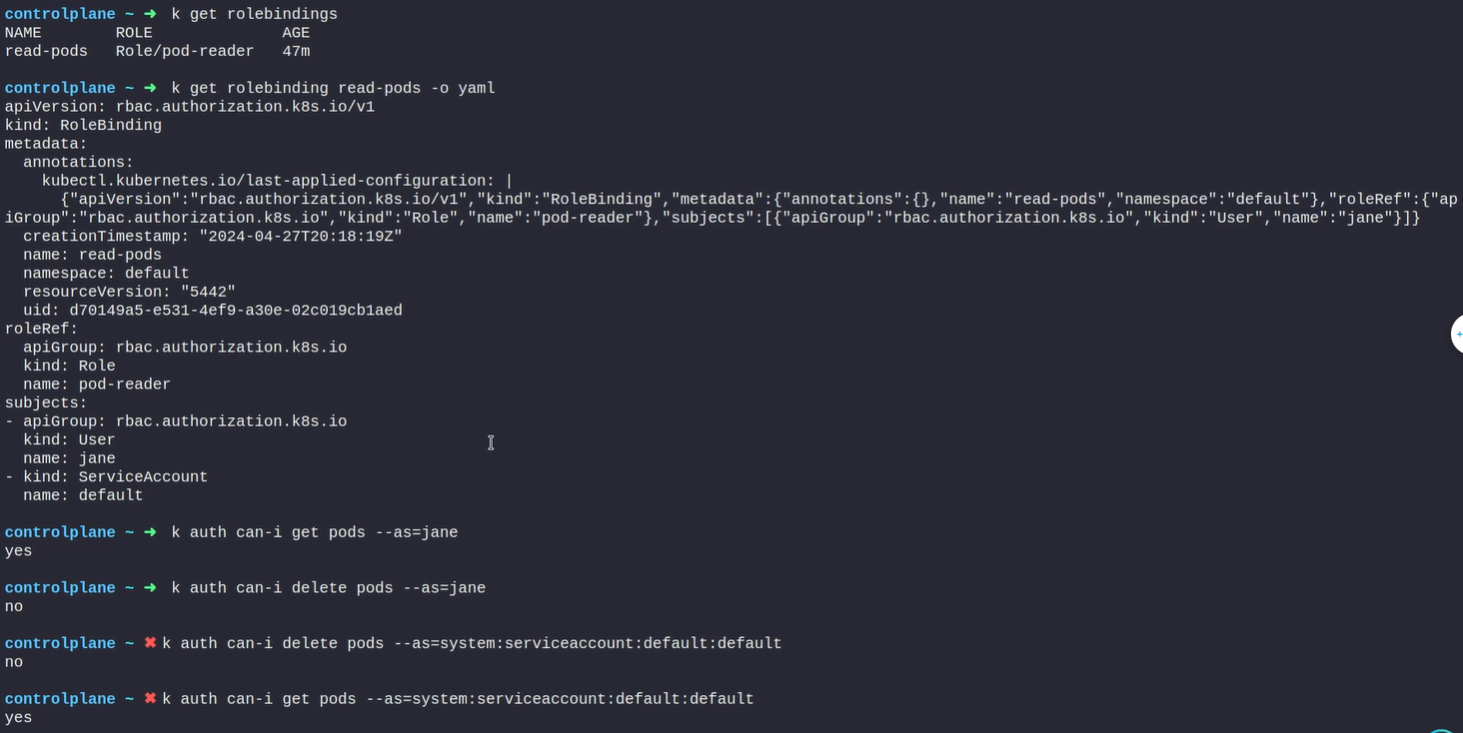 controlplane ~ ➜  k get rolebindings
NAME        ROLE              AGE
read-pods   Role/pod-reader   47m
controlplane ~ ➜  k get rolebinding read-pods -o yaml
apiVersion: rbac.authorization.k8s.io/v1
kind: RoleBinding
metadata:
  annotations:
    kubectl.kubernetes.io/last-applied-configuration: |
      {"apiVersion":"rbac.authorization.k8s.io/v1","kind":"RoleBinding","metadata":{"annotations":{},"name":"read-pods","namespace":"default"},"roleRef":{"ap
iGroup":"rbac.authorization.k8s.io","kind":"Role","name":"pod-reader"},"subjects":[{"apiGroup":"rbac.authorization.k8s.io","kind":"User","name":"jane"}]}
  creationTimestamp: "2024-04-27T20:18:19Z"
  name: read-pods
  namespace: default
  resourceVersion: "5442"
  uid: d70149a5-e531-4ef9-a30e-02c019cb1aed
roleRef:
  apiGroup: rbac.authorization.k8s.io
  kind: Role
  name: pod-reader
subjects:
- apiGroup: rbac.authorization.k8s.io
  kind: User
  name: jane
- kind: ServiceAccount
  name: default
controlplane ~ ➜  k auth can-i get pods --as=jane
yes
controlplane ~ ➜  k auth can-i delete pods --as=jane
no
controlplane ~ ✖ k auth can-i delete pods --as=system:serviceaccount:default:default
no
controlplane ~ ✖ k auth can-i get pods --as=system:serviceaccount:default:default
yes